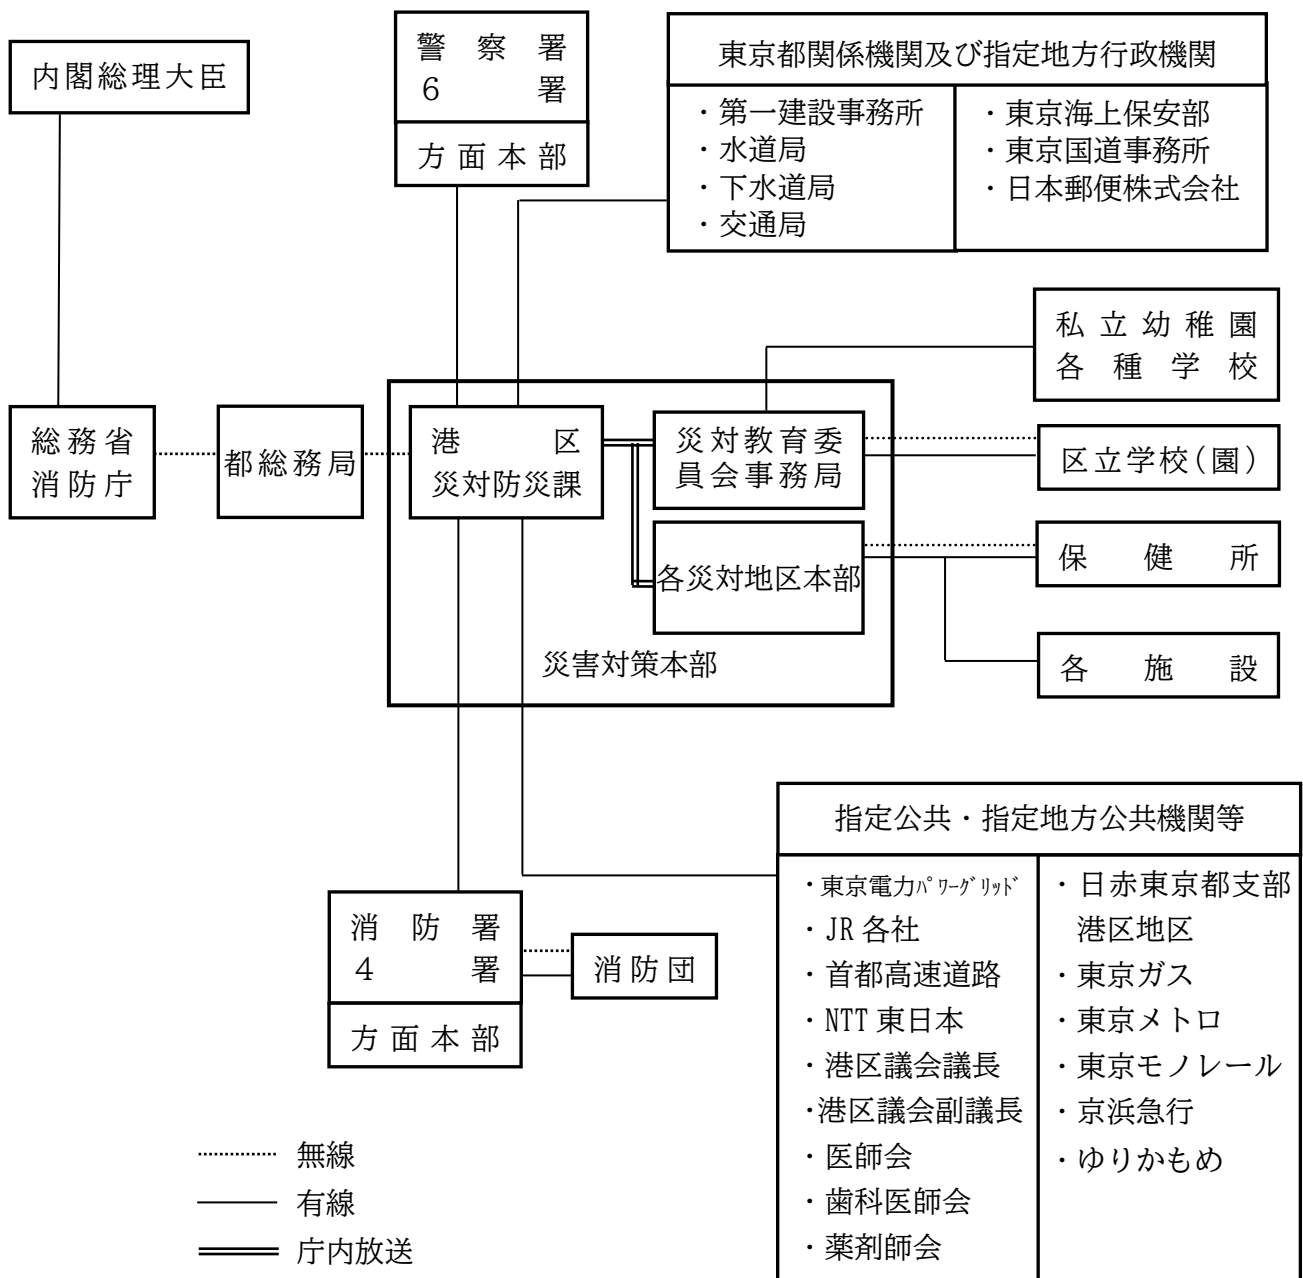 内閣総理大臣
警察署
6署
方面本部
東京都関係機関及び指定地方行政機関
・第一建設事務所
・水道局
・下水道局
・交通局
・東京海上保安部
・東京国道事務所
・日本郵便株式会社
私立幼稚園
各種学校
総務省
消防庁
都総務局
港区
災対防災課
災対教育委
員会事務局
区立学校(園)
各災対地区本部
保健所
災害対策本部
各施設
指定公共・指定地方公共機関等
・東京電力ﾊﾟﾜｰｸﾞﾘｯﾄﾞ
・JR各社
・首都高速道路
・NTT東日本
・港区議会議長
・港区議会副議長
・医師会
・歯科医師会
・薬剤師会
・日赤東京都支部
港区地区
・東京ガス
・東京メトロ
・東京モノレール
・京浜急行
・ゆりかもめ
消防署
4署
方面本部
消防団
無線
有線
庁内放送